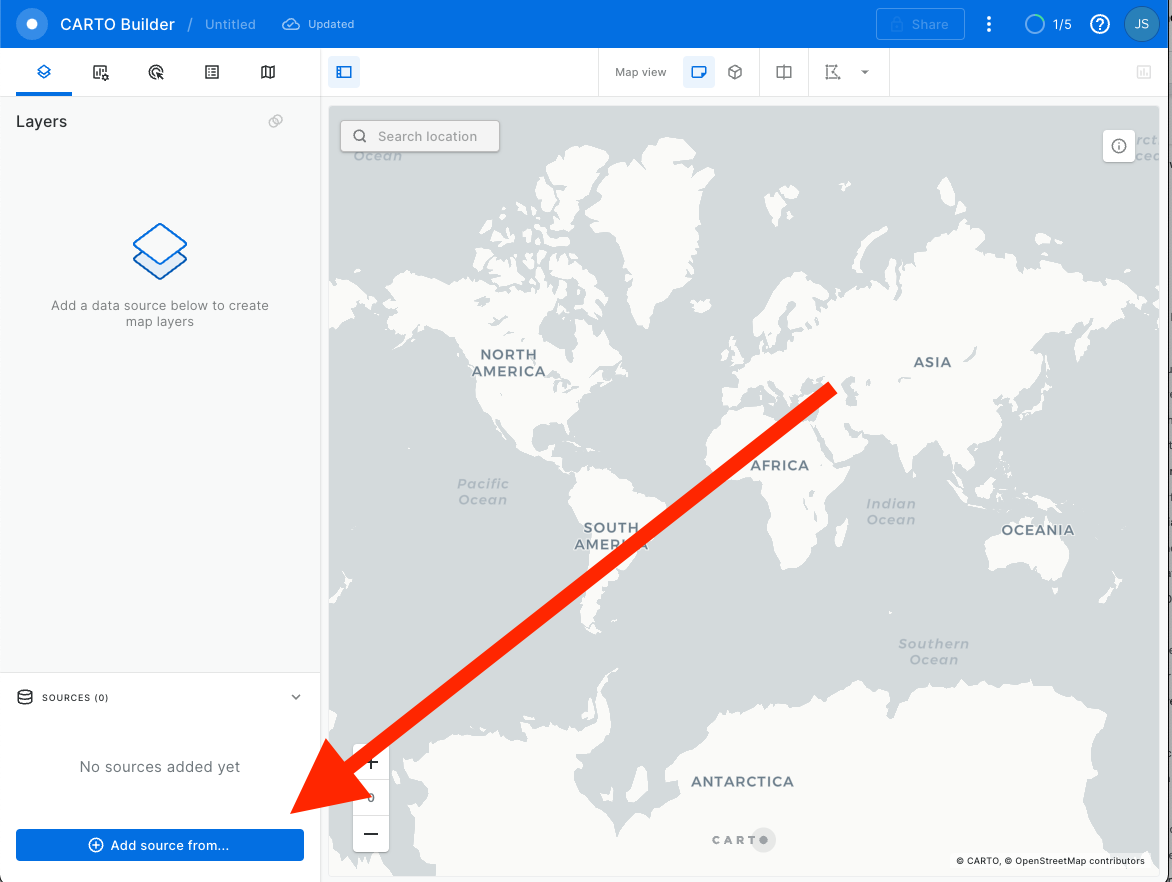 CARTO Builder / Untitled Updated Share 1/5 JS
Map view
Layers
Search location
Ocean
Add a data source below to create
map layers
NORTH
AMERICA
ASIA
AFRICA
Pacific
Ocean
Indian
Ocean
SOUTH
AMERICA
OCEANIA
Southern
Ocean
SOURCES (0)
No sources added yet
0
ANTARCTICA
CARTO
Add source from...
© CARTO, © OpenStreetMap contributors